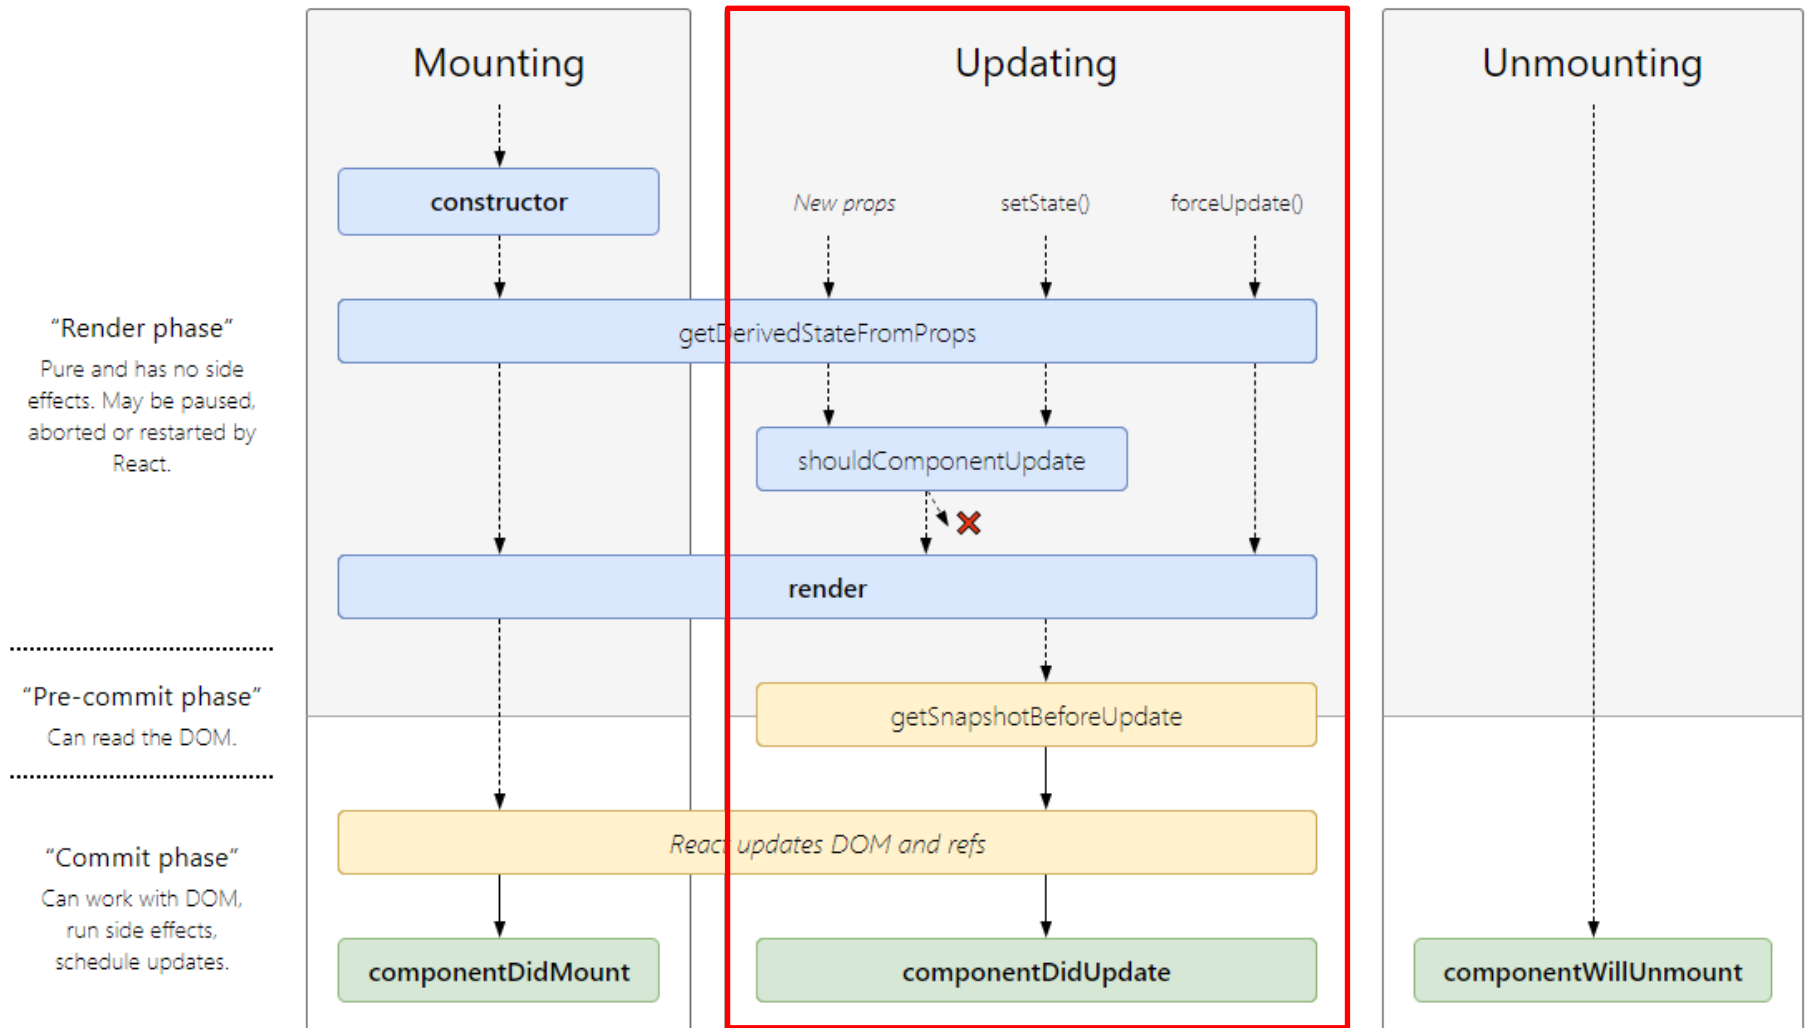 Mounting
Updating
Unmounting
constructor
New props
setState()
forceUpdate()
"Render phase"
Pure and has no side
effects. May be paused,
aborted or restarted by
React.
getDerivedStateFromProps
shouldComponentUpdate
render
“Pre-commit phase”
Can read the DOM.
getSnapshotBeforeUpdate
React updates DOM and refs
“Commit phase”
Can work with DOM,
run side effects,
schedule updates.
componentDidMount
componentDidUpdate
componentWillUnmount